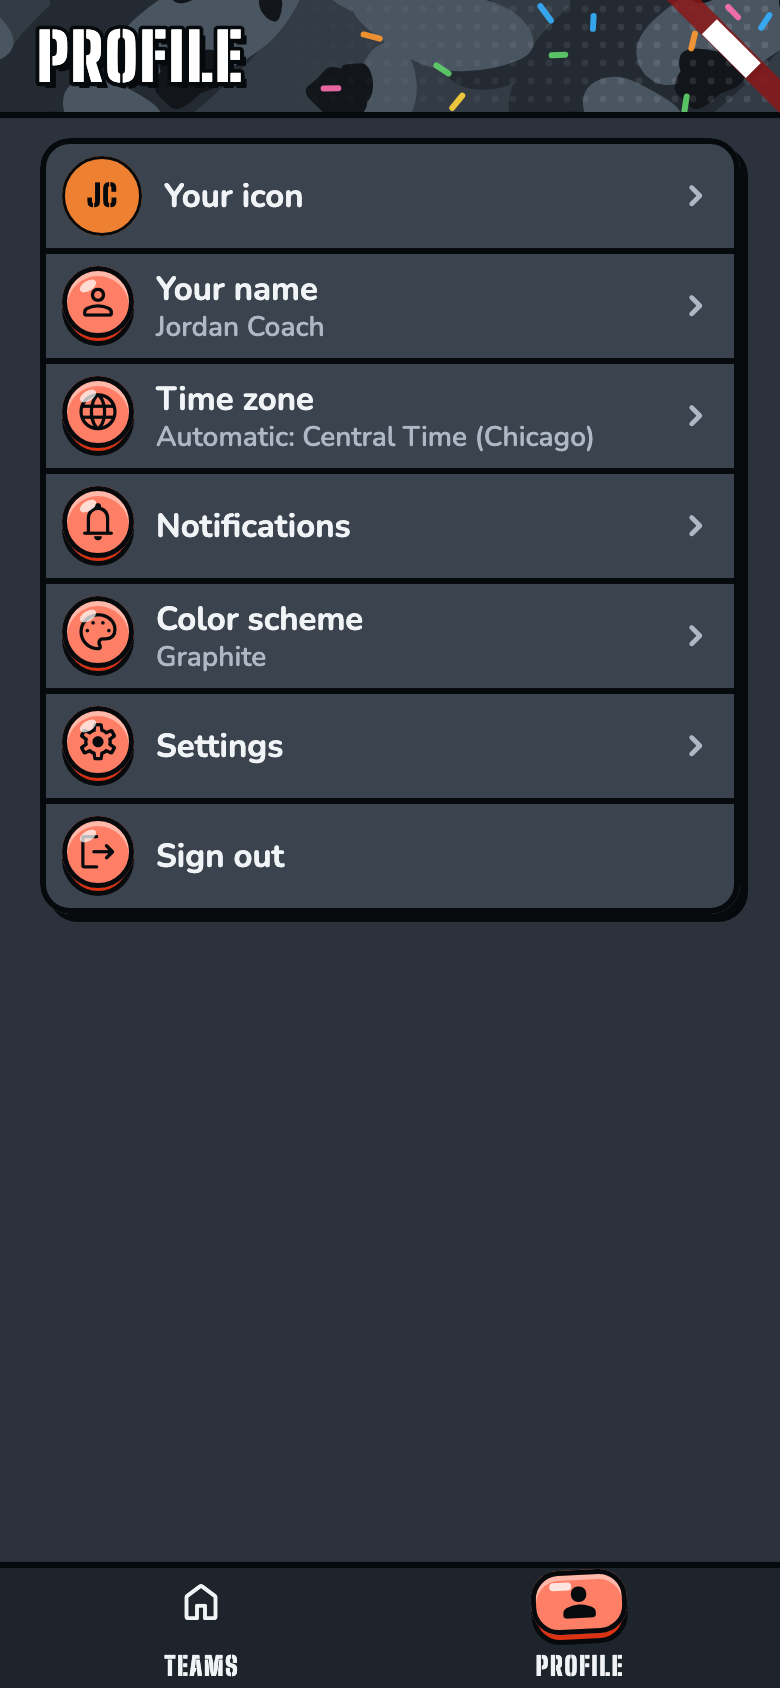 PROFILE
JC
Your icon
Your name
Jordan Coach
Time zone
Automatic: Central Time (Chicago)
Notifications
Color scheme
Graphite
Settings
Sign out
TEAMS
PROFILE